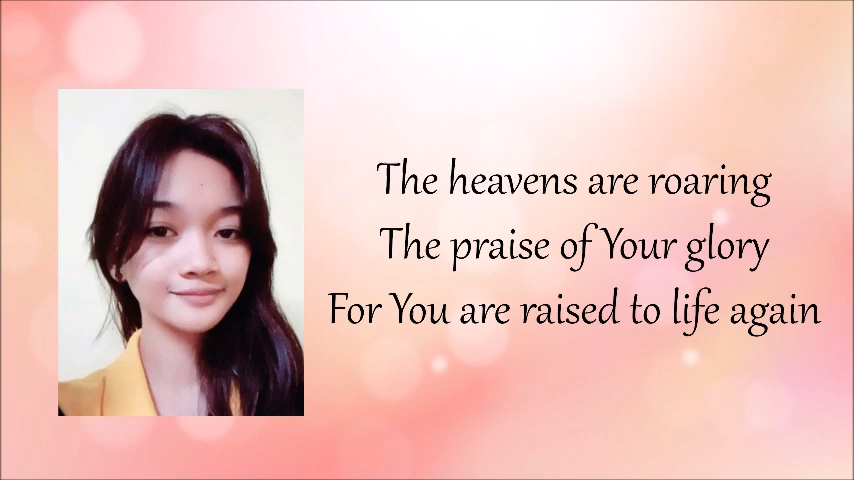 The heavens are roaring
The praise of Your glory
For You are raised to life again